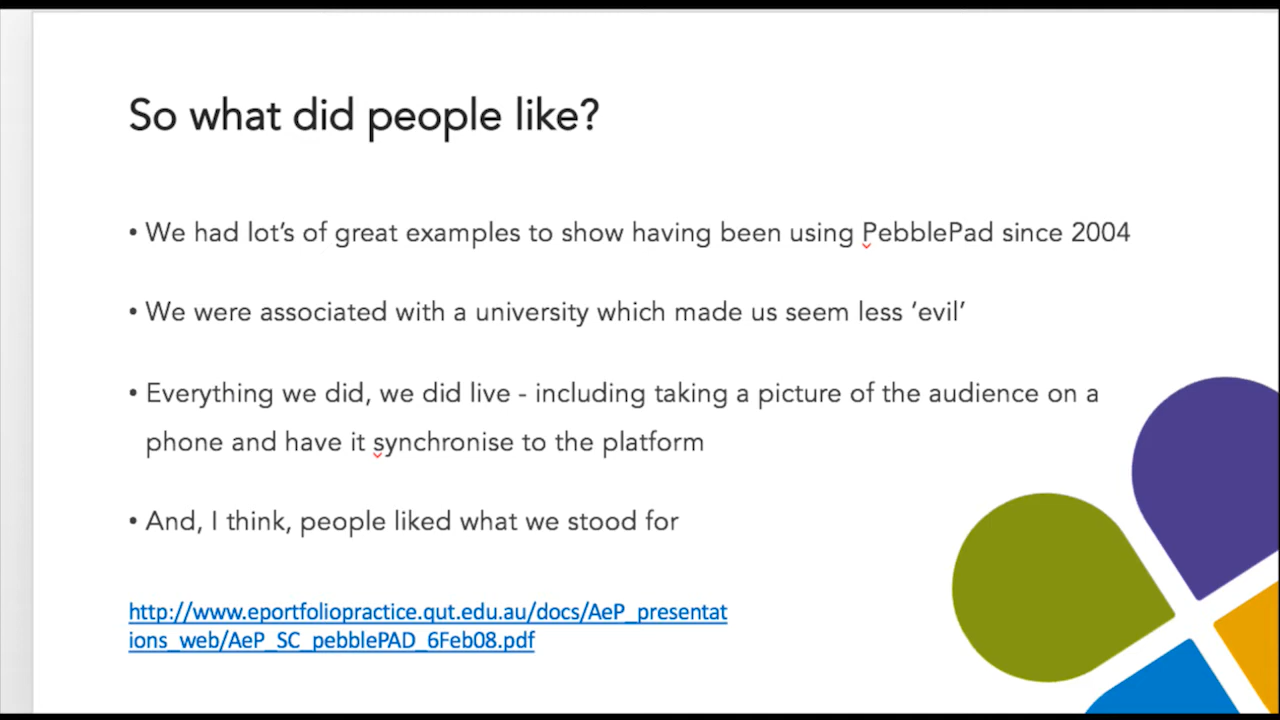 So what did people like?
• We had lot’s of great examples to show having been using PebblePad since 2004
• We were associated with a university which made us seem less ‘evil’
• Everything we did, we did live - including taking a picture of the audience on a
phone and have it synchronise to the platform
• And, I think, people liked what we stood for
http://www.eportfoliopractice.qut.edu.au/docs/AeP_presentat
ions_web/AeP_SC_pebblePAD_6Feb08.pdf